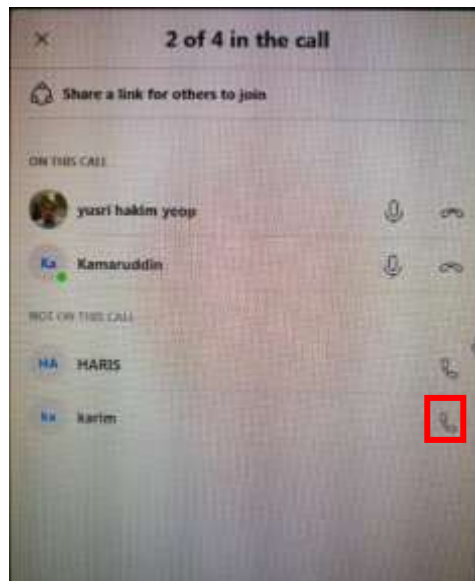 2 of 4 in the call
Share a link for others to join
ON THIS CALL
yusri hakim yeop
Ka Kamaruddin
NOT ON THIS CALL
HA HARIS
ka karim